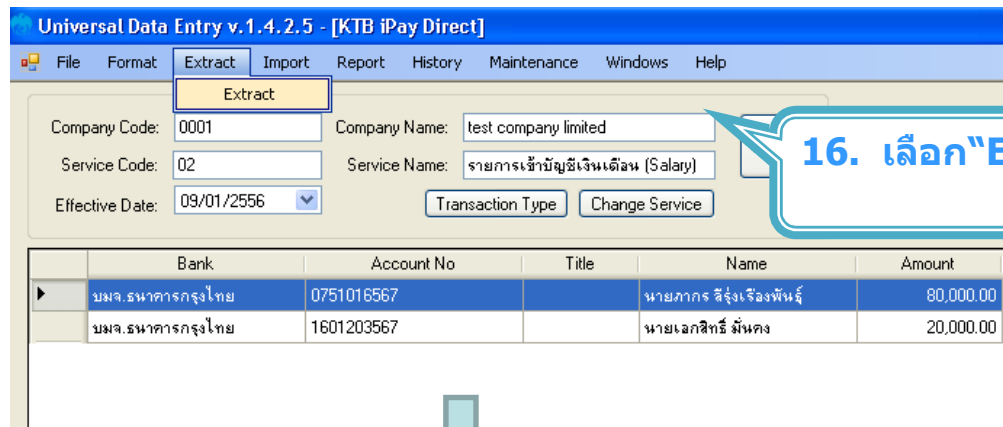 Universal Data Entry v.1.4.2.5 - [KTB iPay Direct]
File Format Extract Import Report History Maintenance Windows Help
Extract
Company Code: 0001 Company Name: test company limited
Service Code: 02 Service Name: รายการเข้าบัญชีเงินเดือน (Salary)
Effective Date: 09/01/2556 Transaction Type Change Service
16. เลือก“E
Bank Account No Title Name Amount
บมจ.ธนาคารกรุงไทย 0751016567 นายภากร ลีรุ่งเรืองพันธุ์ 80,000.00
บมจ.ธนาคารกรุงไทย 1601203567 นายเอกสิทธิ์ มั่นคง 20,000.00